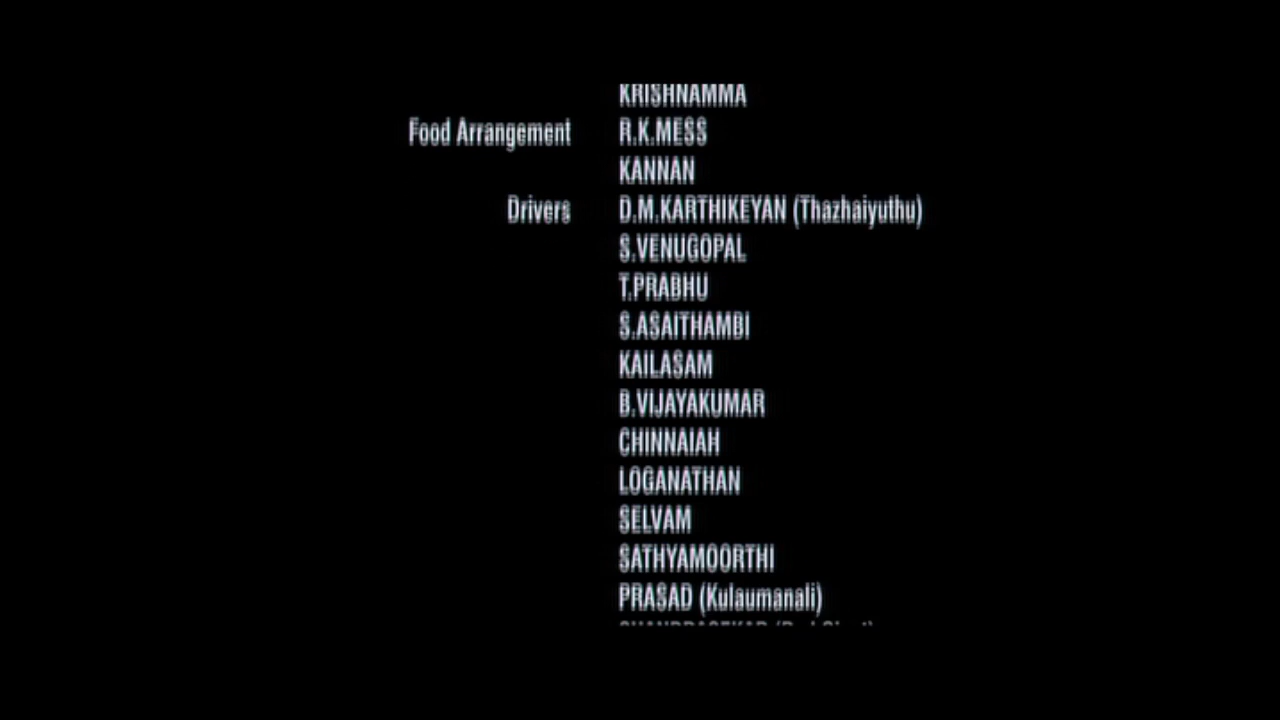 KRISHNAMMA
Food Arrangement R.K.MESS
KANNAN
Drivers D.M.KARTHIKEYAN (Thazhaiyuthu)
S.VENUGOPAL
T.PRABHU
S.ASAITHAMBI
KAILASAM
B.VIJAYAKUMAR
CHINNAIAH
LOGANATHAN
SELVAM
SATHYAMOORTHI
PRASAD (Kulaumanali)